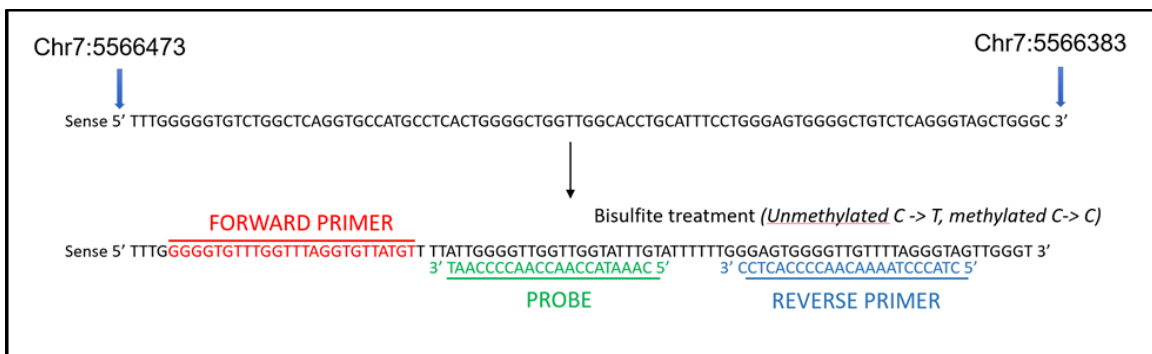 Chr7:5566473 Chr7:5566383
Sense 5’ TTTGGGGGTGTCTGGCTCAGGTGCCATGCCTCACTGGGGCTGGTTGGCACCTGCATTTCCTGGGAGTGGGGCTGTCTCAGGGTAGCTGGGC 3’
FORWARD PRIMER
Bisulfite treatment (Unmethylated C -> T, methylated C-> C)
Sense 5’ TTTGGGGGTGTTTGGTTTAGGTGTTATGTT TTATTGGGGTTGGTTGGTATTTGTATTTTTTGGGAGTGGGGTTGTTTTAGGGTAGTTGGGT 3’
3’ TAACCCCAACCAACCATAAAC 5’ 3’ CCTCACCCCAACAAAATCCCATC 5’
PROBE REVERSE PRIMER